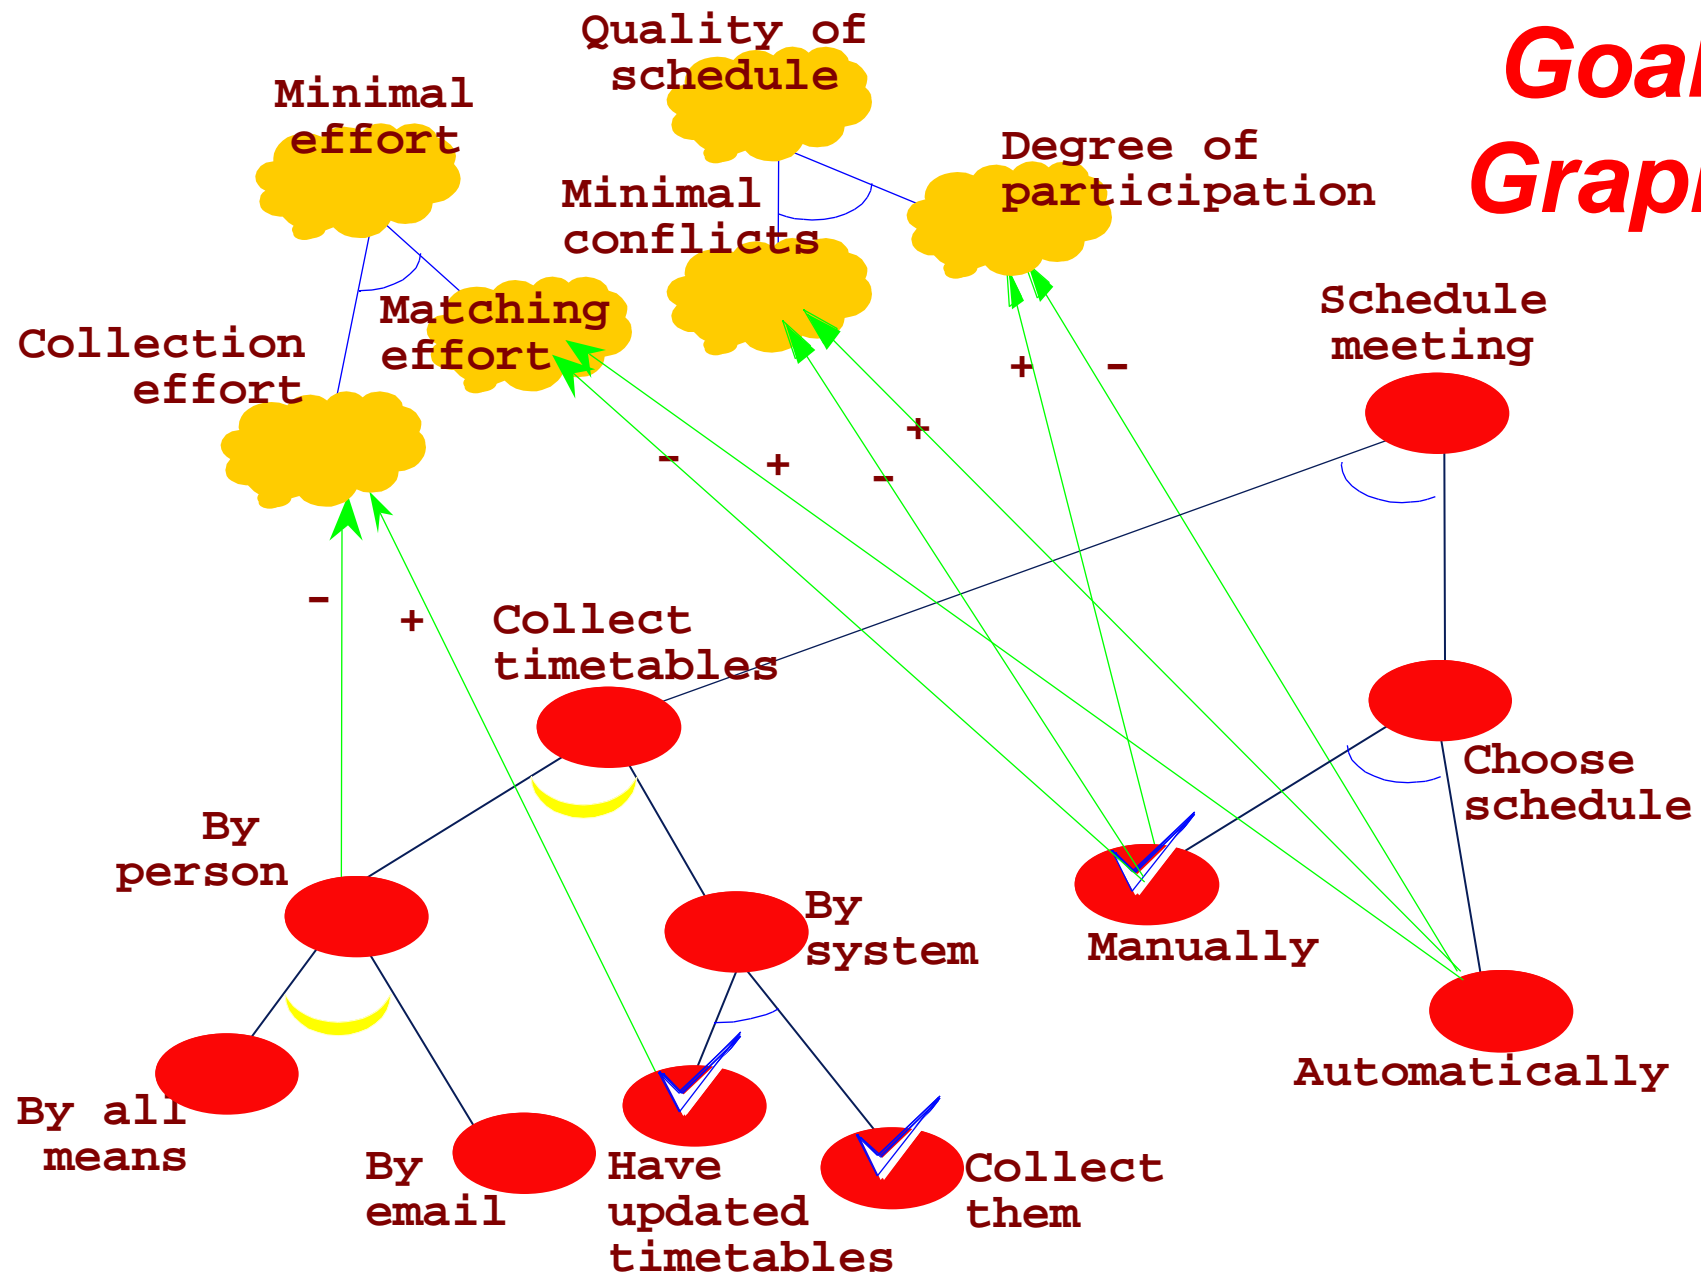 Quality of
schedule
Goal
Grap
Minimal
effort
Degree of
participation
Minimal
conflicts
Schedule
meeting
Matching
effort
Collection
effort
+
-
+
-
+
-
-
+
Collect
timetables
Choose
schedule
By
person
By
system
Manually
Automatically
By all
means
By
email
Have
updated
timetables
Collect
them